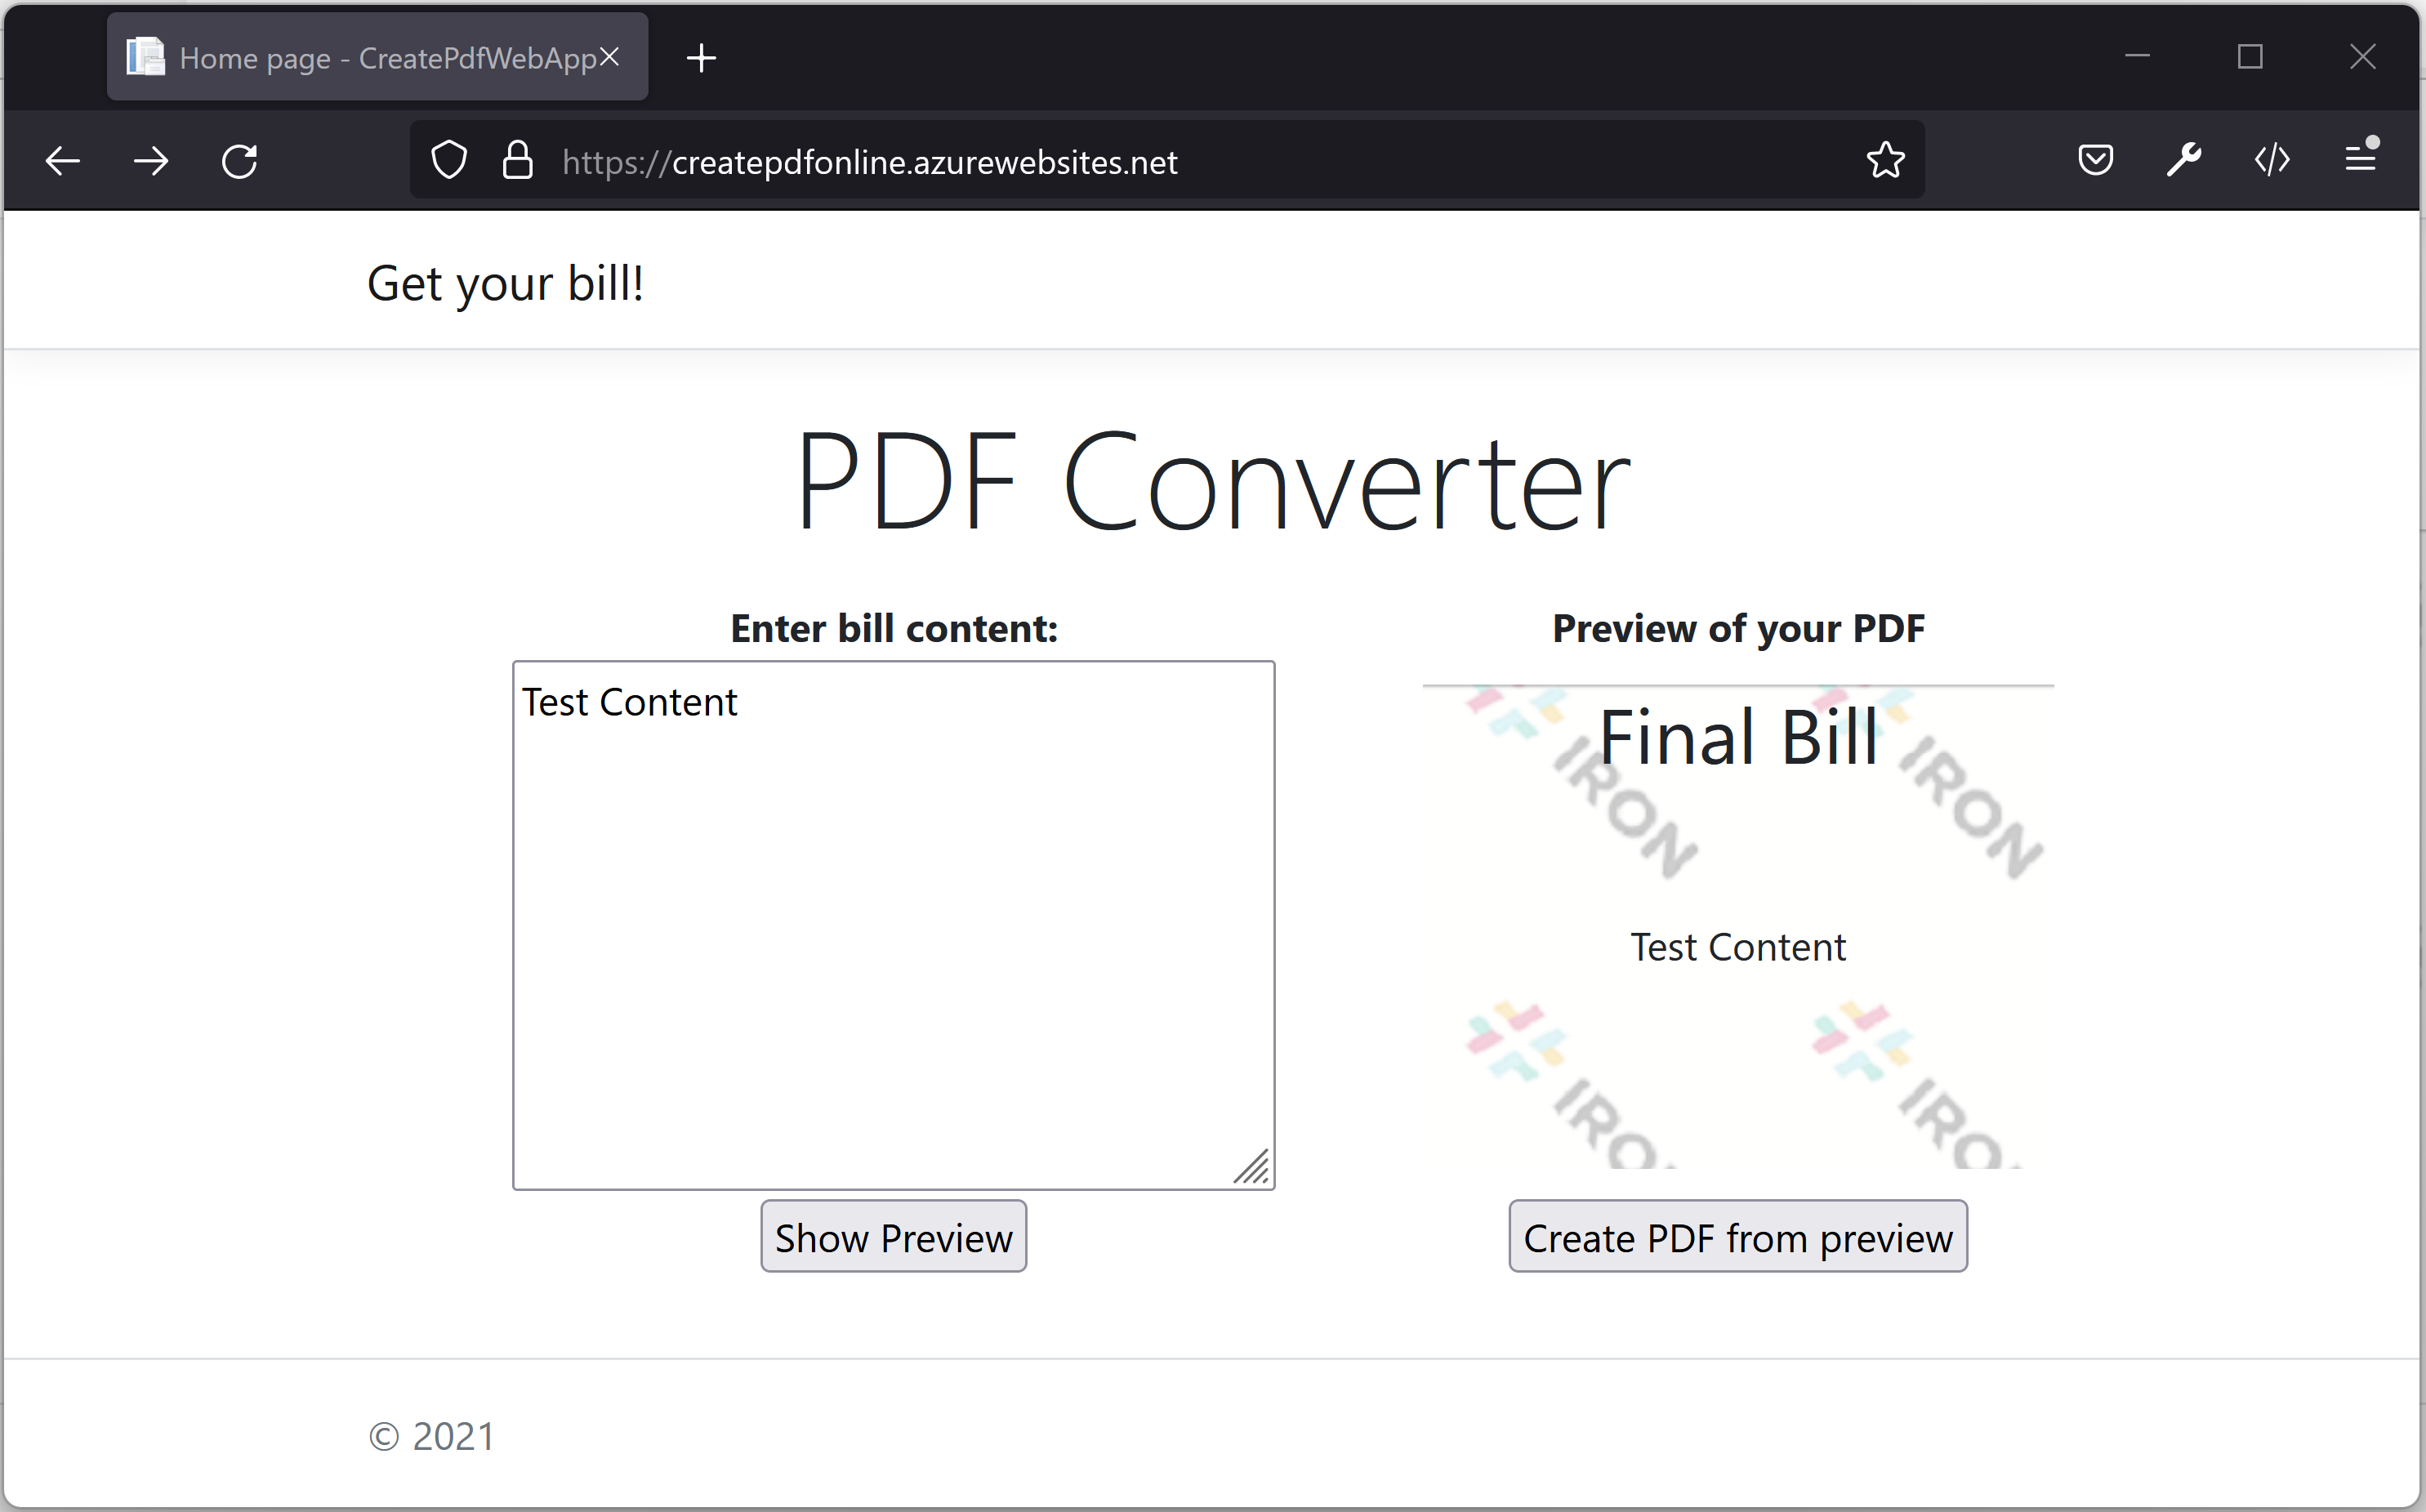 Home page - CreatePdfWebApp
https://createpdfonline.azurewebsites.net
Get your bill!
PDF Converter
Enter bill content:
Test Content
Show Preview
Preview of your PDF
Final Bill
IRON IRON
Test Content
IRO IRO
Create PDF from preview
© 2021